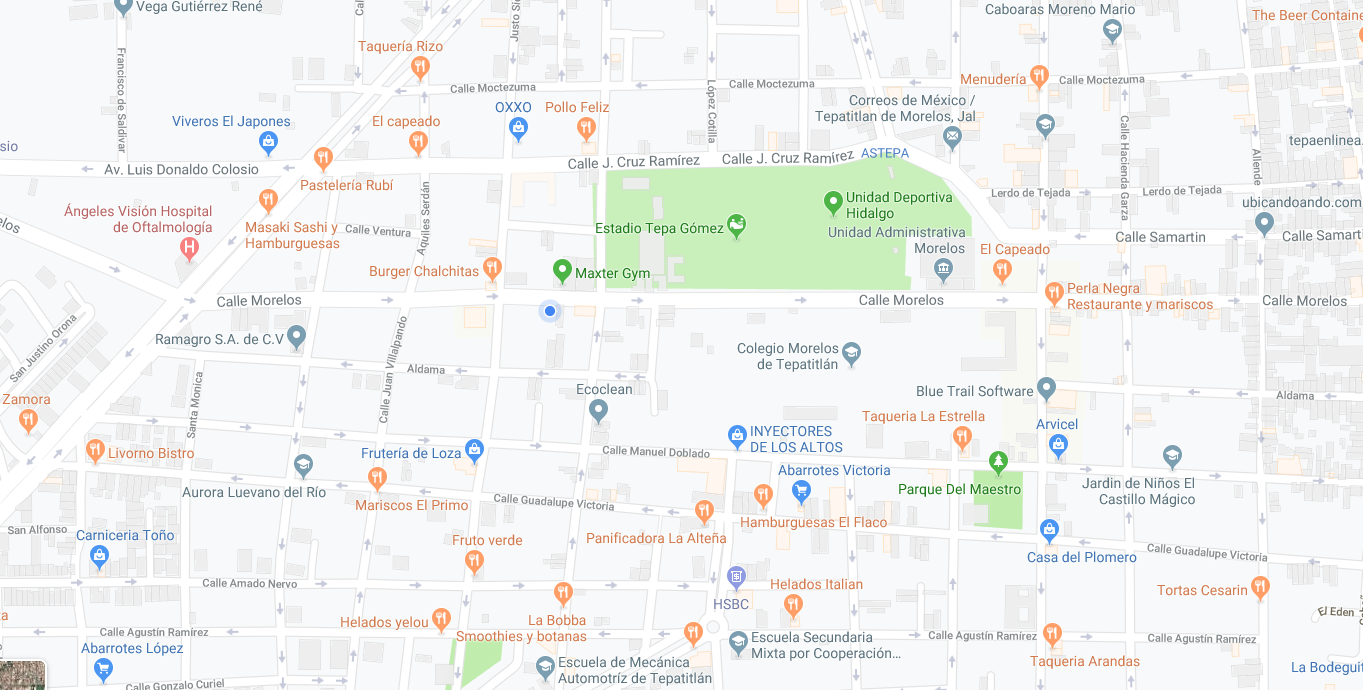 Vega Gutiérrez René
Caboaras Moreno Mario
The Beer Containe
Justo Sie
Taquería Rizo
Francisco de Saldivar
Menudería
Calle Moctezuma
Calle Moctezuma
López Cotilla
OXXO
Pollo Feliz
Correos de México /
Tepatitlan de Morelos, Jal
Viveros El Japones
El capeado
Calle Hacienda Garza
tepaenlinea.
sio
Av. Luis Donaldo Colosio
Calle J. Cruz Ramírez
Calle J. Cruz Ramírez
ASTEPA
Allende
Pastelería Rubí
Aquiles Serdán
Lerdo de Tejada
Lerdo de Tejada
Unidad Deportiva
Hidalgo
ubicandoando.com
Ángeles Visión Hospital
de Oftalmología
Masaki Sashi y
Hamburguesas
Calle Ventura
Estadio Tepa Gómez
Unidad Administrativa
Morelos
Calle Samartin
Calle Samarti
El Capeado
Burger Chalchitas
Maxter Gym
Perla Negra
Restaurante y mariscos
Calle Morelos
Calle Morelos
Calle Morelos
San Justino Orona
Ramagro S.A. de C.V
Calle Juan Villalpando
Colegio Morelos
de Tepatitlán
Aldama
Santa Monica
Ecoclean
Blue Trail Software
Aldama
Zamora
Taqueria La Estrella
Arvicel
INYECTORES
DE LOS ALTOS
Livorno Bistro
Frutería de Loza
Calle Manuel Doblado
Abarrotes Victoria
Aurora Luevano del Río
Parque Del Maestro
Jardin de Niños El
Castillo Mágico
Mariscos El Primo
Calle Guadalupe Victoria
Hamburguesas El Flaco
San Alfonso
Carniceria Toño
Fruto verde
Panificadora La Alteña
Casa del Plomero
Calle Guadalupe Victoria
Calle Amado Nervo
Helados Italian
Tortas Cesarin
HSBC
El Eden
Helados yelou
La Bobba
Smoothies y botanas
Calle Agustín Ramírez
Escuela Secundaria
Mixta por Cooperación...
Calle Agustín Ramírez
Calle Agustín Ramírez
Abarrotes López
Escuela de Mecánica
Automotríz de Tepatitlán
Taqueria Arandas
La Bodeguit
Calle Gonzalo Curiel